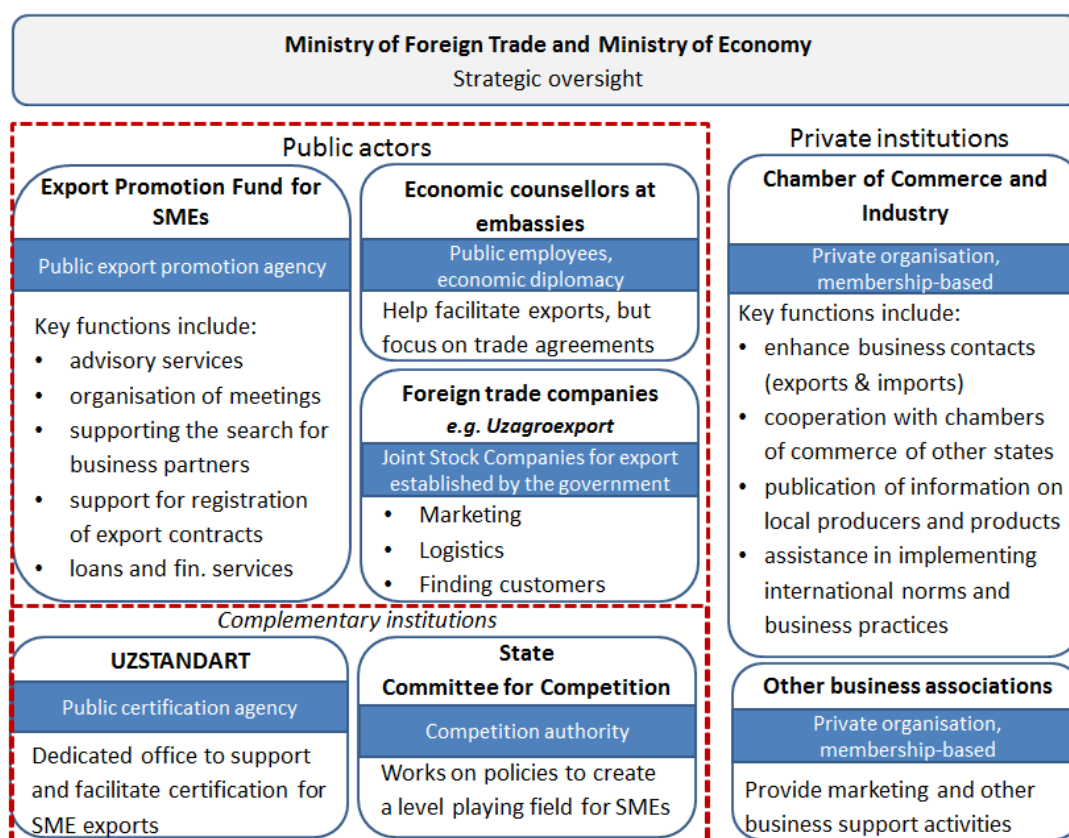 Ministry of Foreign Trade and Ministry of Economy
Strategic oversight
Public actors
Export Promotion Fund for
SMEs
Public export promotion agency
Key functions include:
• advisory services
• organisation of meetings
• supporting the search for
business partners
• support for registration
of export contracts
• loans and fin. services
Economic counsellors at
embassies
Public employees,
economic diplomacy
Help facilitate exports, but
focus on trade agreements
Foreign trade companies
e.g. Uzagroexport
Joint Stock Companies for export
established by the government
• Marketing
• Logistics
• Finding customers
Complementary institutions
UZSTANDART
Public certification agency
Dedicated office to support
and facilitate certification for
SME exports
State
Committee for Competition
Competition authority
Works on policies to create
a level playing field for SMEs
Private institutions
Chamber of Commerce and
Industry
Private organisation,
membership-based
Key functions include:
• enhance business contacts
(exports & imports)
• cooperation with chambers
of commerce of other states
• publication of information on
local producers and products
• assistance in implementing
international norms and
business practices
Other business associations
Private organisation,
membership-based
Provide marketing and other
business support activities